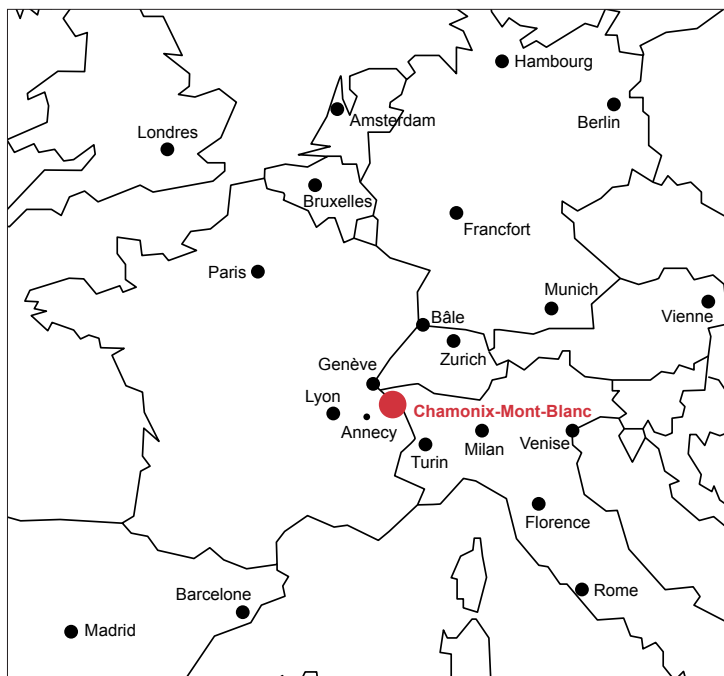 Hambourg
Berlin
Amsterdam
Londres
Bruxelles
Francfort
Paris
Munich
Vienne
Bâle
Zurich
Genève
Lyon
Chamonix-Mont-Blanc
Annecy
Turin
Milan
Venise
Florence
Rome
Barcelone
Madrid